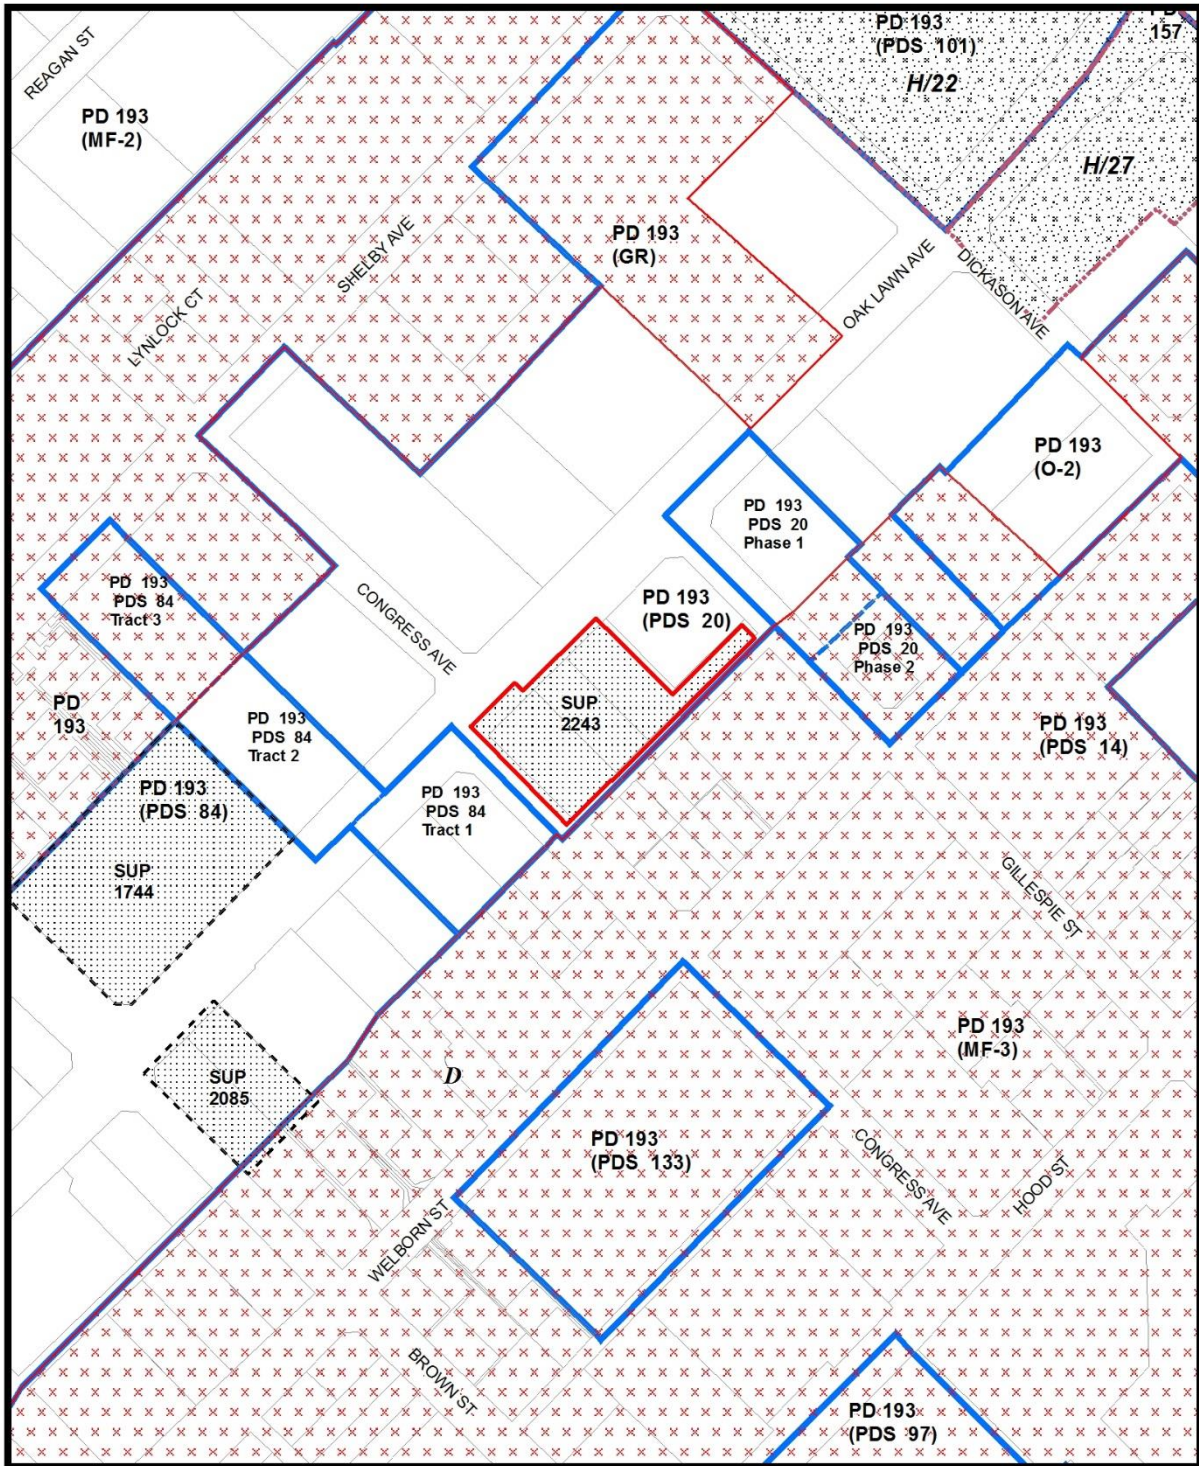 REAGAN ST
PD 193
(MF-2)
PD 193
(PDS 101)
H/22
157
H/27
SHELBY AVE
PD 193
(GR)
OAK LAWN AVE
DICKASON AVE
LYNLOCK CT
PD 193
(O-2)
PD 193
PDS 20
Phase 1
PD 193
PDS 84
Tract 3
CONGRESS AVE
PD 193
(PDS 20)
PD 193
PDS 20
Phase 2
PD
193
PD 193
PDS 84
Tract 2
SUP
2243
PD 193
(PDS 14)
PD 193
(PDS 84)
PD 193
PDS 84
Tract 1
SUP
1744
GILLESPIE ST
PD 193
(MF-3)
SUP
2085
D
PD 193
(PDS 133)
CONGRESS AVE
HOOD ST
WELBORN ST
BROWN ST
PD 193
(PDS 97)